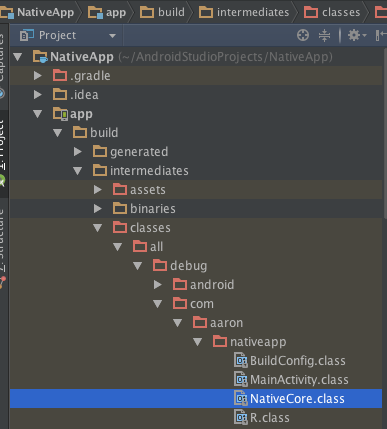 NativeApp app build intermediates classes
Project
NativeApp (~/AndroidStudioProjects/NativeApp)
.gradle
.idea
app
build
generated
intermediates
assets
binaries
classes
all
debug
android
com
aaron
nativeapp
BuildConfig.class
MainActivity.class
NativeCore.class
R.class
Captures
1: Project
Z: Structure